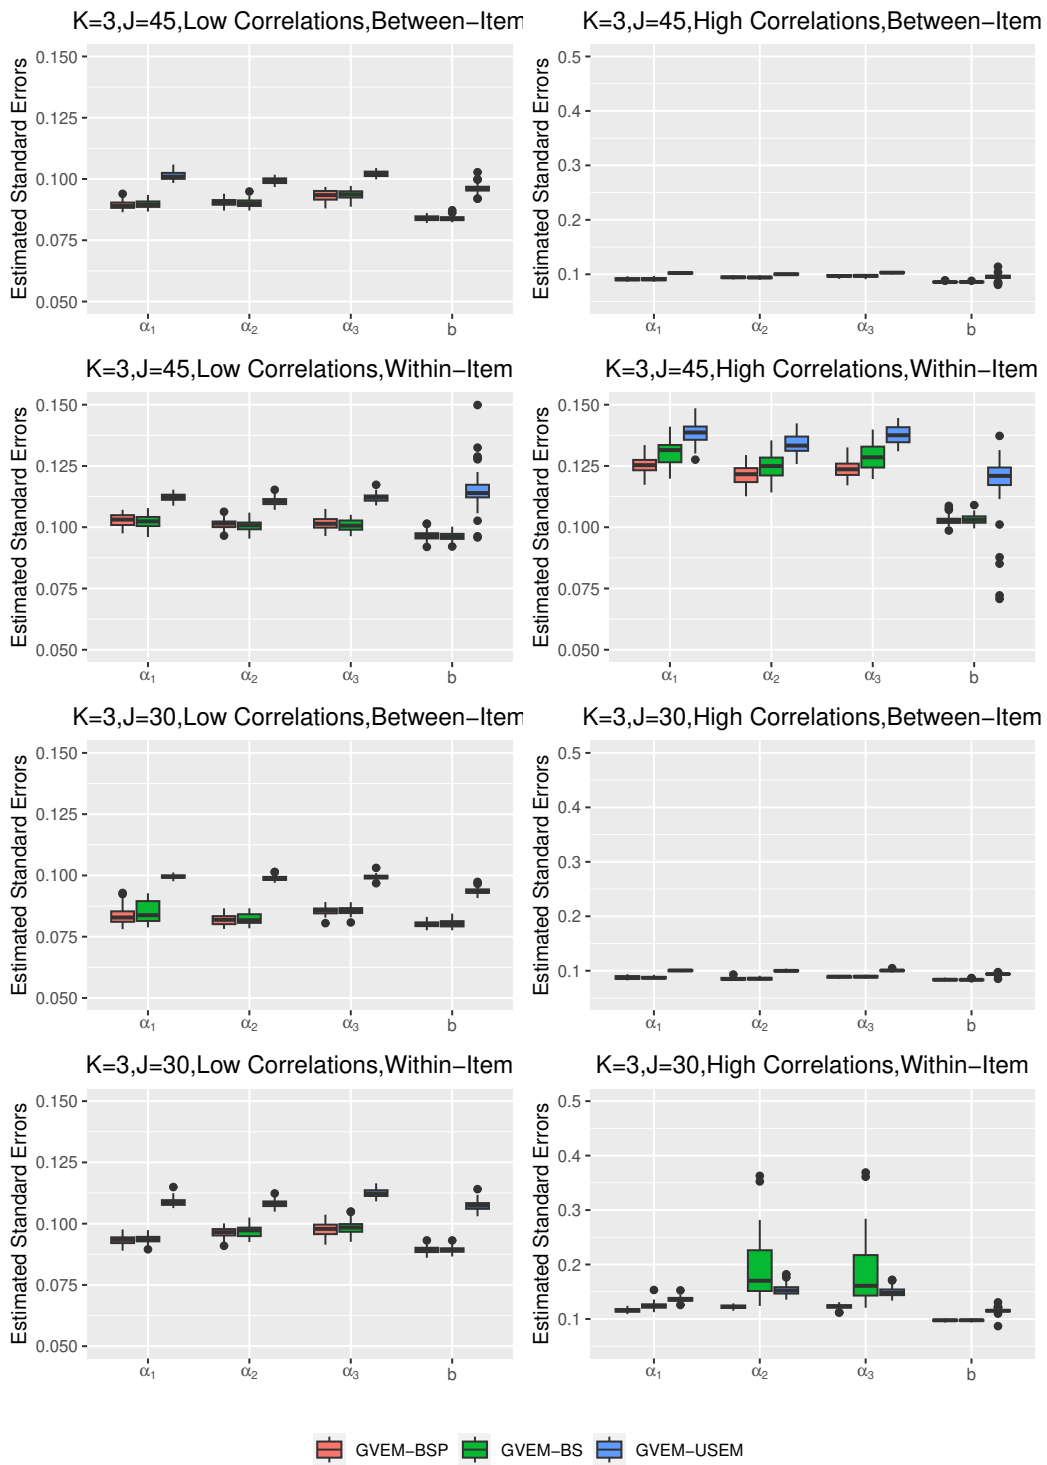 K=3,J=45,Low Correlations,Between−Item
Estimated Standard Errors
0.150
0.125
0.100
0.075
0.050
α1 α2 α3 b
K=3,J=45,High Correlations,Between−Item
Estimated Standard Errors
0.5
0.4
0.3
0.2
0.1
α1 α2 α3 b
K=3,J=45,Low Correlations,Within−Item
Estimated Standard Errors
0.150
0.125
0.100
0.075
0.050
α1 α2 α3 b
K=3,J=45,High Correlations,Within−Item
Estimated Standard Errors
0.150
0.125
0.100
0.075
0.050
α1 α2 α3 b
K=3,J=30,Low Correlations,Between−Item
Estimated Standard Errors
0.150
0.125
0.100
0.075
0.050
α1 α2 α3 b
K=3,J=30,High Correlations,Between−Item
Estimated Standard Errors
0.5
0.4
0.3
0.2
0.1
α1 α2 α3 b
K=3,J=30,Low Correlations,Within−Item
Estimated Standard Errors
0.150
0.125
0.100
0.075
0.050
α1 α2 α3 b
K=3,J=30,High Correlations,Within−Item
Estimated Standard Errors
0.5
0.4
0.3
0.2
0.1
α1 α2 α3 b
GVEM−BSP GVEM−BS GVEM−USEM